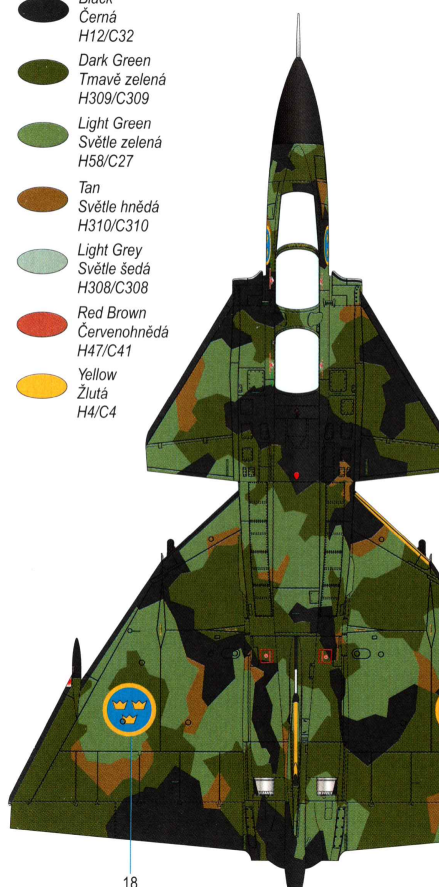 Black
Černá
H12/C32
Dark Green
Tmavě zelená
H309/C309
Light Green
Světle zelená
H58/C27
Tan
Světle hnědá
H310/C310
Light Grey
Světle šedá
H308/C308
Red Brown
Červenohnědá
H47/C41
Yellow
Žlutá
H4/C4
18